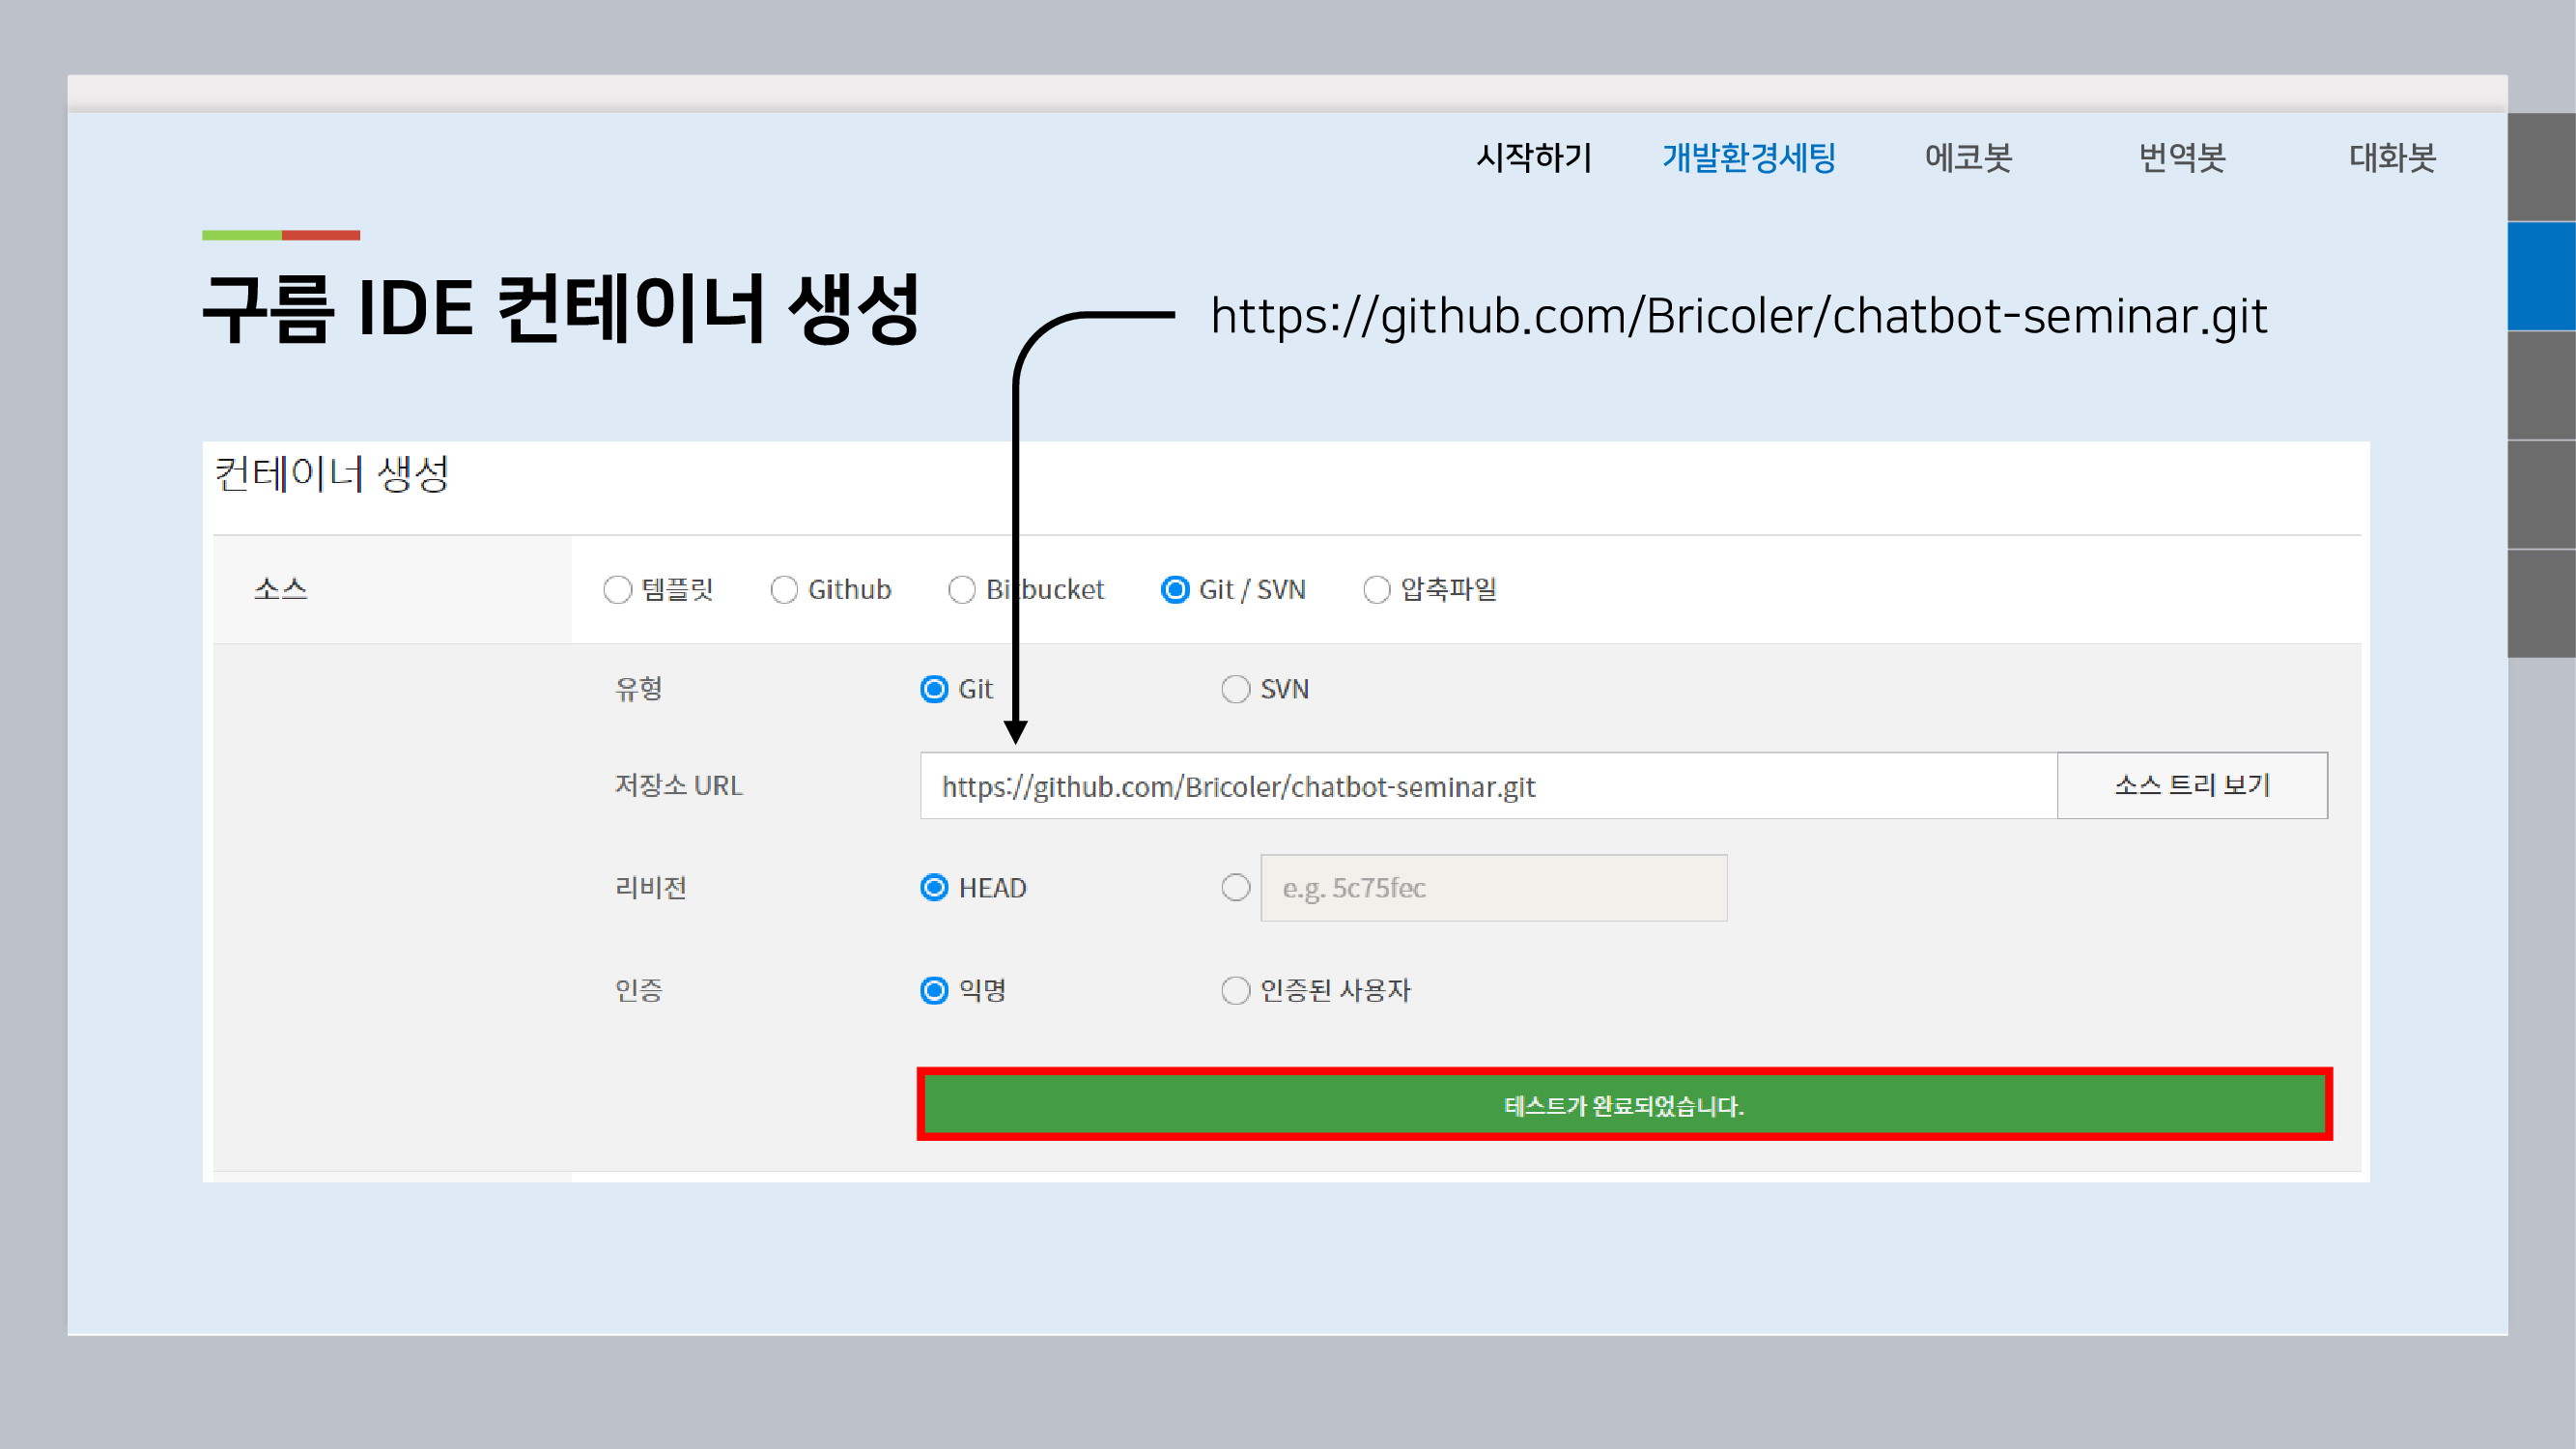 시작하기 개발환경세팅 에코봇 번역봇 대화봇
구름 IDE 컨테이너 생성
https://github.com/Bricoler/chatbot-seminar.git
컨테이너 생성
소스 템플릿 Github Bitbucket Git / SVN 압축파일
유형 Git SVN
저장소 URL https://github.com/Bricoler/chatbot-seminar.git 소스 트리 보기
리비전 HEAD e.g. 5c75fec
인증 익명 인증된 사용자
테스트가 완료되었습니다.